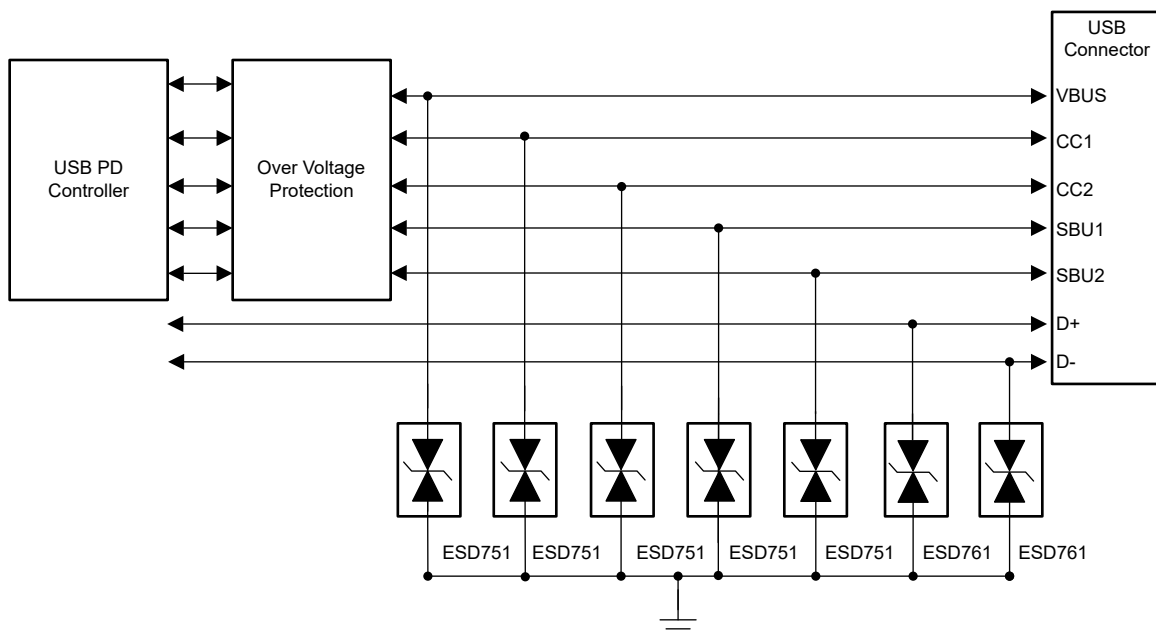 USB
Connector
USB PD
Controller
Over Voltage
Protection
VBUS
CC1
CC2
SBU1
SBU2
D+
D-
ESD751
ESD751
ESD751
ESD751
ESD751
ESD761
ESD761